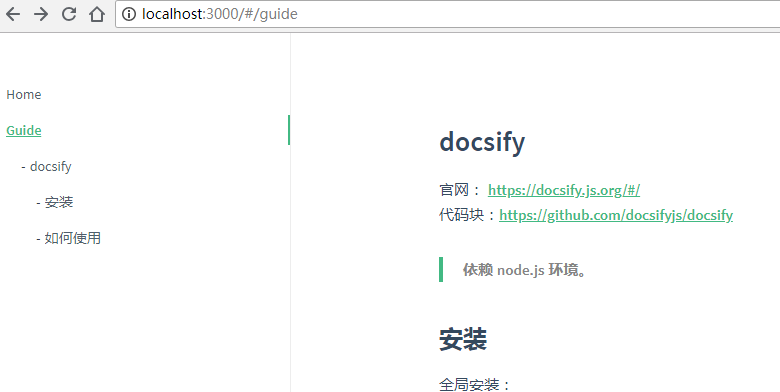 localhost:3000/#/guide
Home
Guide
- docsify
- 安装
- 如何使用
docsify
官网： https://docsify.js.org/#/
代码块：https://github.com/docsifyjs/docsify
依赖 node.js 环境。
安装
全局安装：